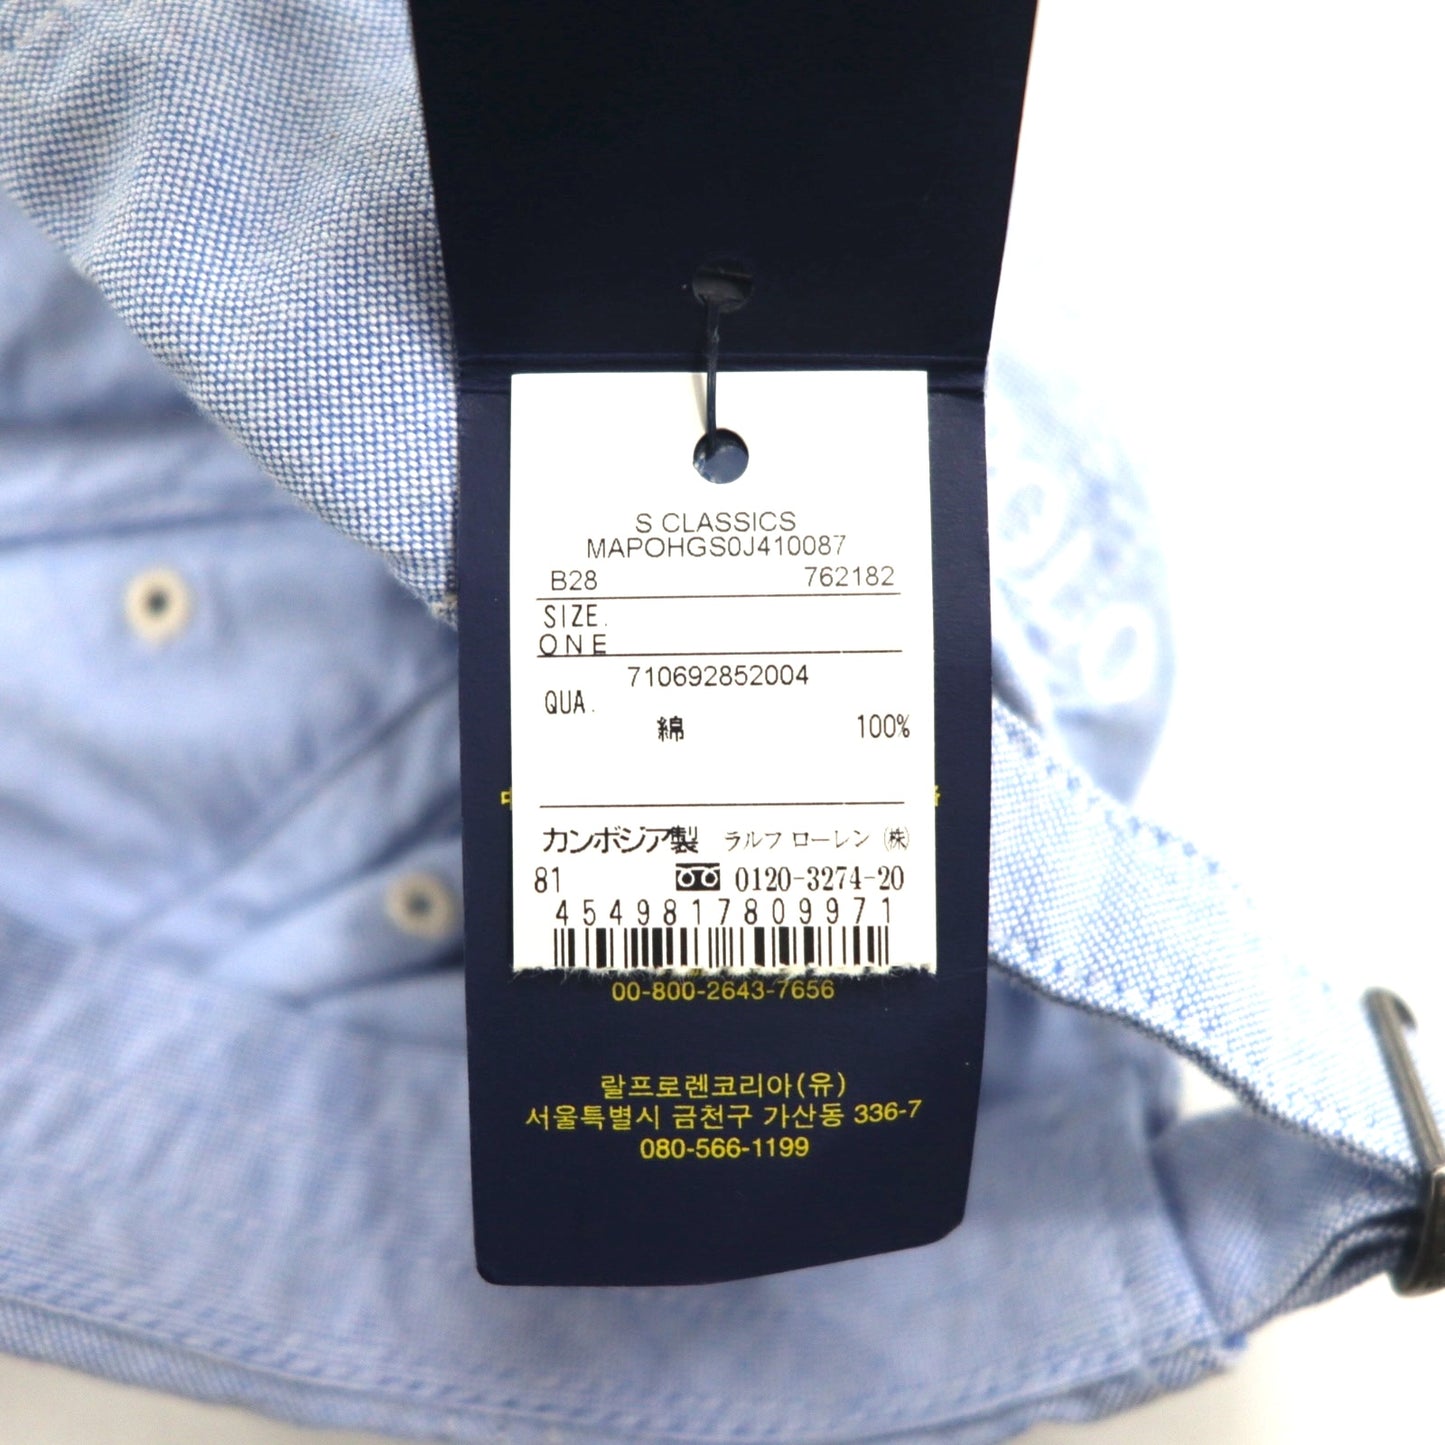 S CLASSICS
MAPOHGS0J410087
B28 762182
SIZE.
ONE
710692852004
QUA.
綿 100%
カンボジア製 ラルフ ローレン ㈱
81 0120-3274-20
4549817809971
00-800-2643-7656
랄프로렌코리아(유)
서울특별시 금천구 가산동 336-7
080-566-1199